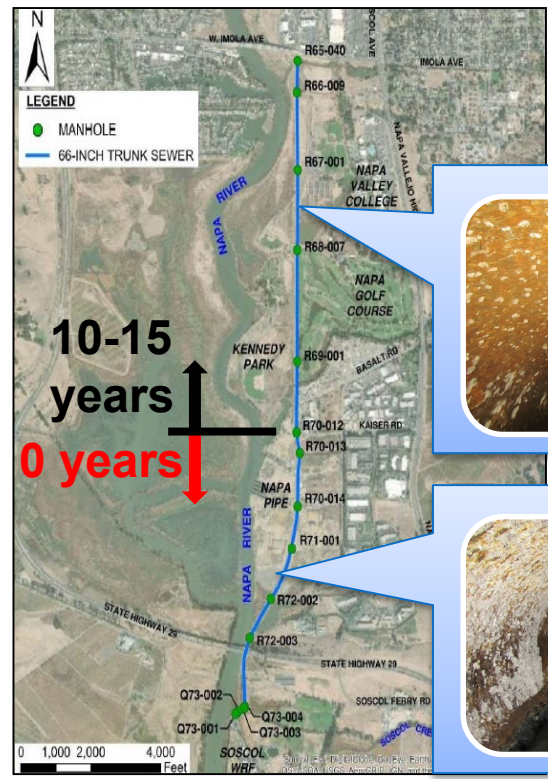 N
W. IMOLA AVE
SOSCOL AVE
IMOLA AVE
R65-040
R66-009
LEGEND
MANHOLE
66-INCH TRUNK SEWER
R67-001
NAPA
VALLEY
COLLEGE
NAPA RIVER
R68-007
NAPA
GOLF
COURSE
10-15
years
KENNEDY
PARK
R69-001
BASALT RD
R70-012
KAISER RD
R70-013
0 years
NAPA
PIPE
R70-014
NAPA RIVER
R71-001
R72-002
STATE HIGHWAY 29
R72-003
STATE HIGHWAY 29
Q73-002
Q73-001
Q73-004
Q73-003
SOSCOL FERRY RD
SOSCOL
WRF
0 1,000 2,000 4,000
Feet